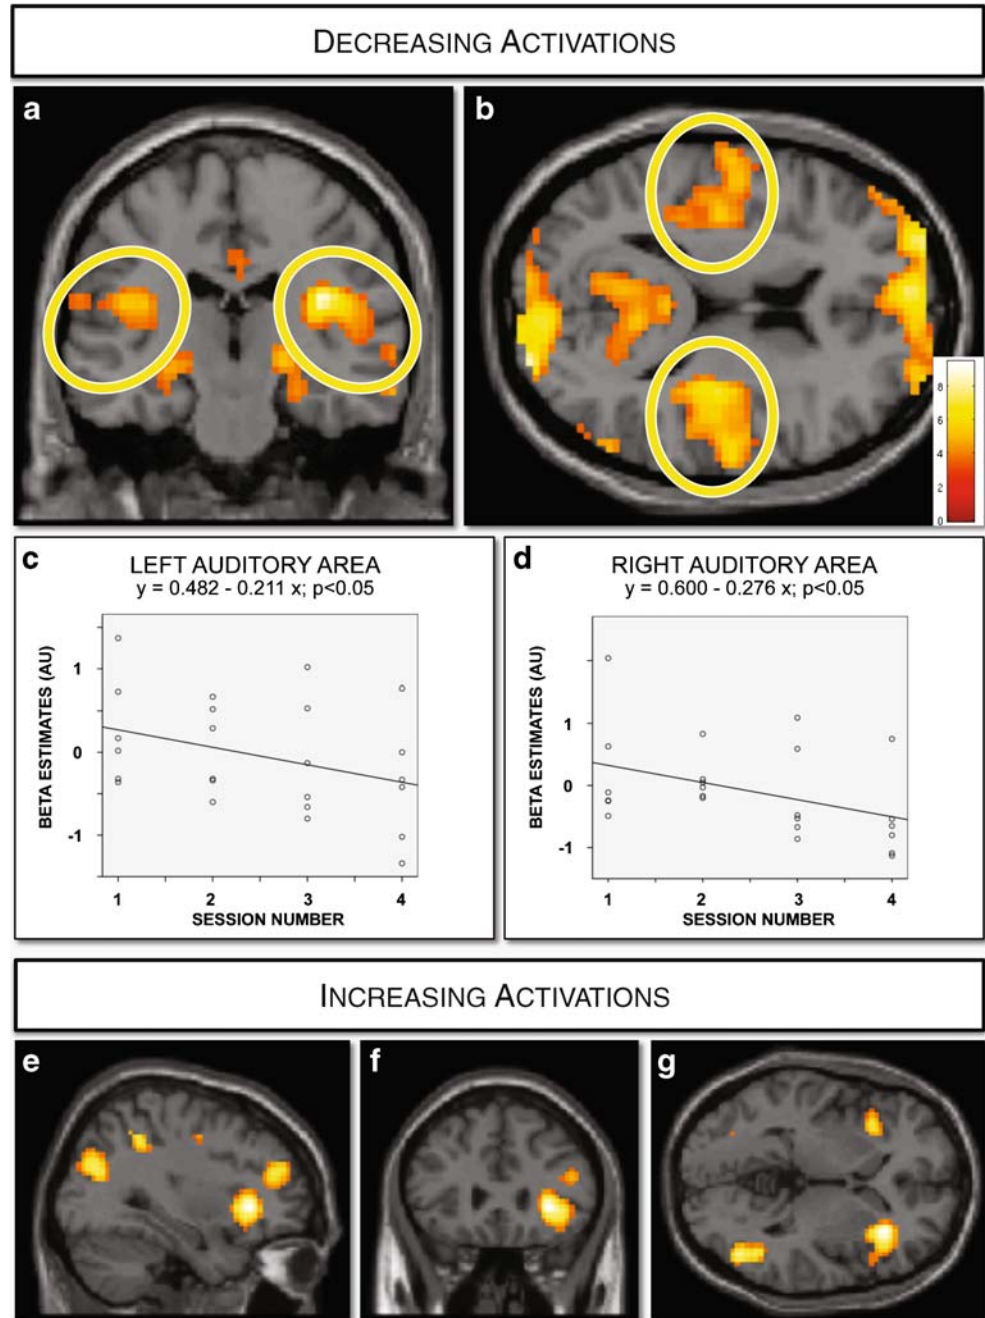 DECREASING ACTIVATIONS
a
b
8
6
4
2
0
c
LEFT AUDITORY AREA
y = 0.482 - 0.211 x; p<0.05
BETA ESTIMATES (AU)
1
0
-1
1 2 3 4
SESSION NUMBER
d
RIGHT AUDITORY AREA
y = 0.600 - 0.276 x; p<0.05
BETA ESTIMATES (AU)
1
0
-1
1 2 3 4
SESSION NUMBER
INCREASING ACTIVATIONS
e
f
g